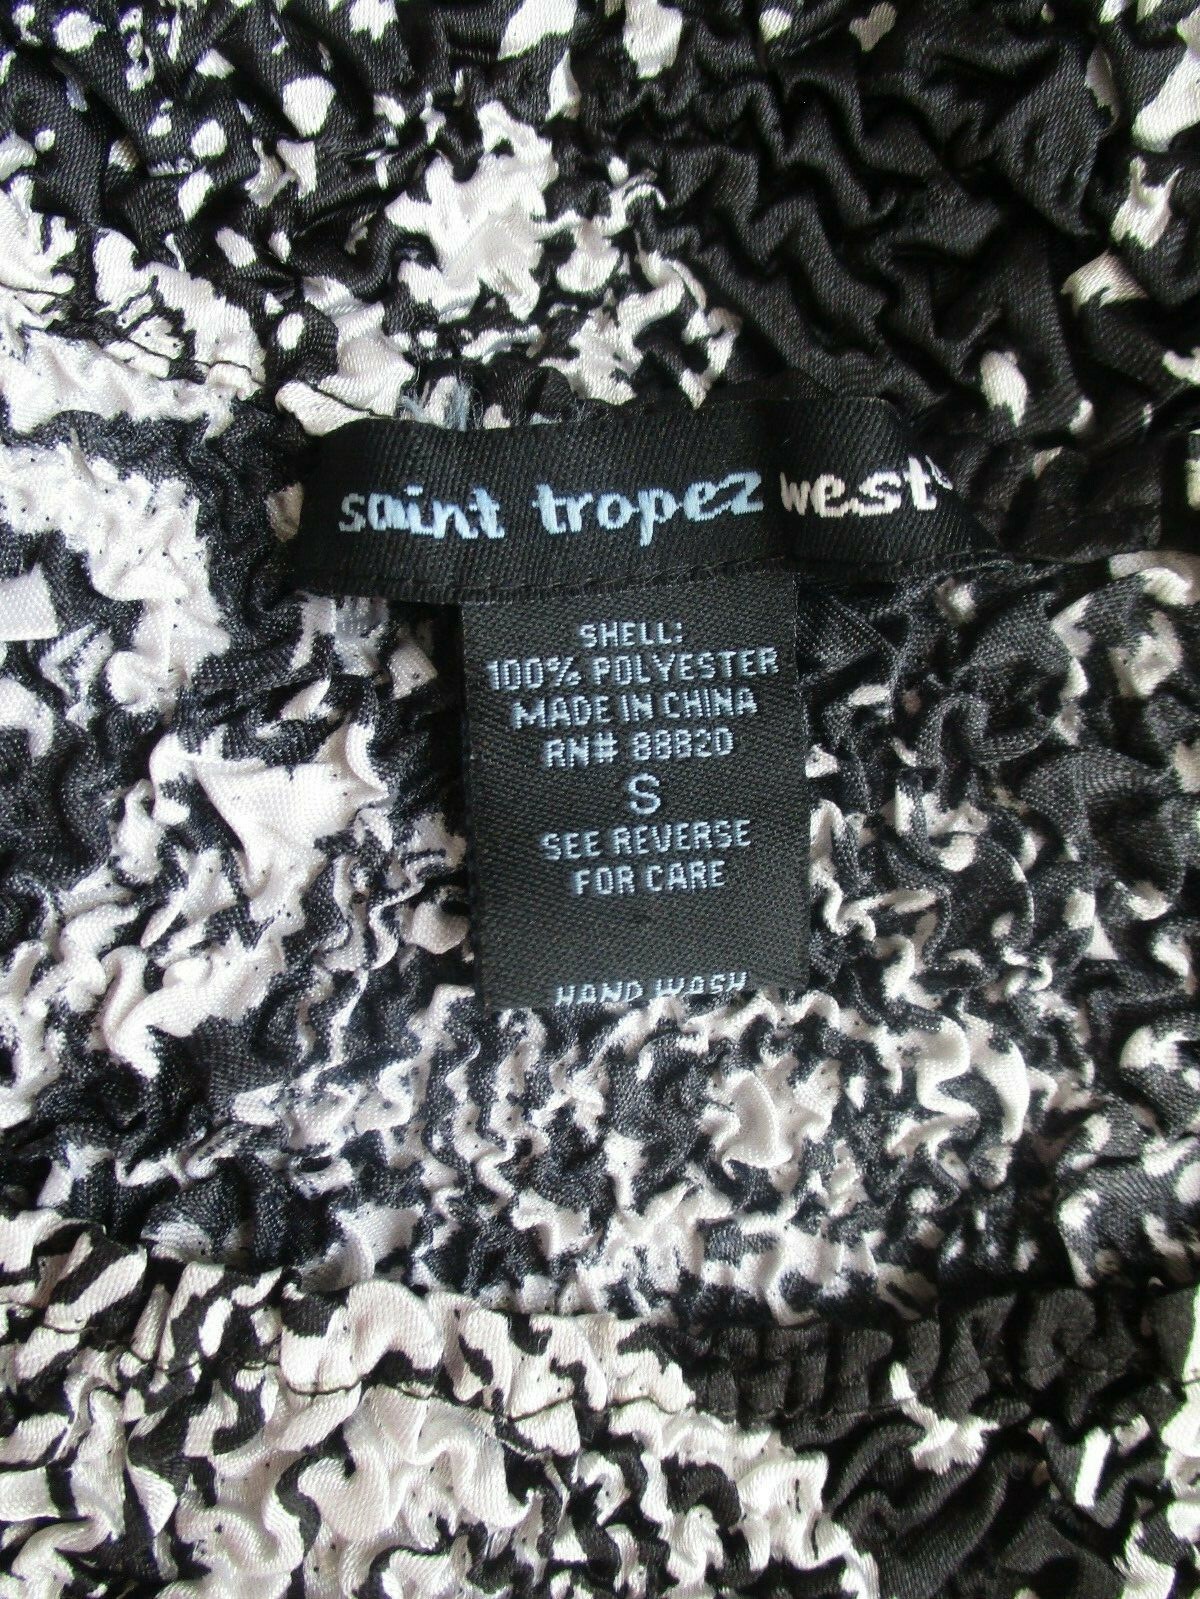 saint tropez west
SHELL:
100% POLYESTER
MADE IN CHINA
RN# 88820
S
SEE REVERSE
FOR CARE
HAND WASH